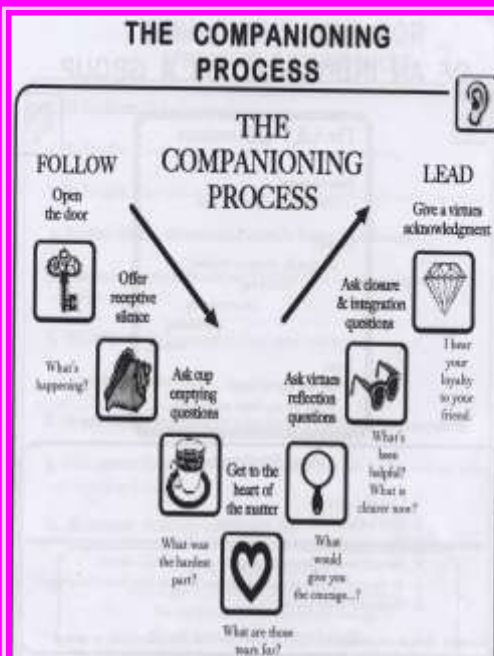 THE COMPANIONING
PROCESS
THE
COMPANIONING
PROCESS
FOLLOW
Open
the door
What's
happening?
Offer
receptive
silence
Ask cup
emptying
questions
What was
the hardest
part?
Get to the
heart of
the matter
What are those
tears for?
Ask virtues
reflection
questions
What
would
give you
the courage...?
Ask closure
& integration
questions
What's
been
helpful?
What is
clearer now?
LEAD
Give a virtues
acknowledgment
I hear
your
loyalty
to your
friend.